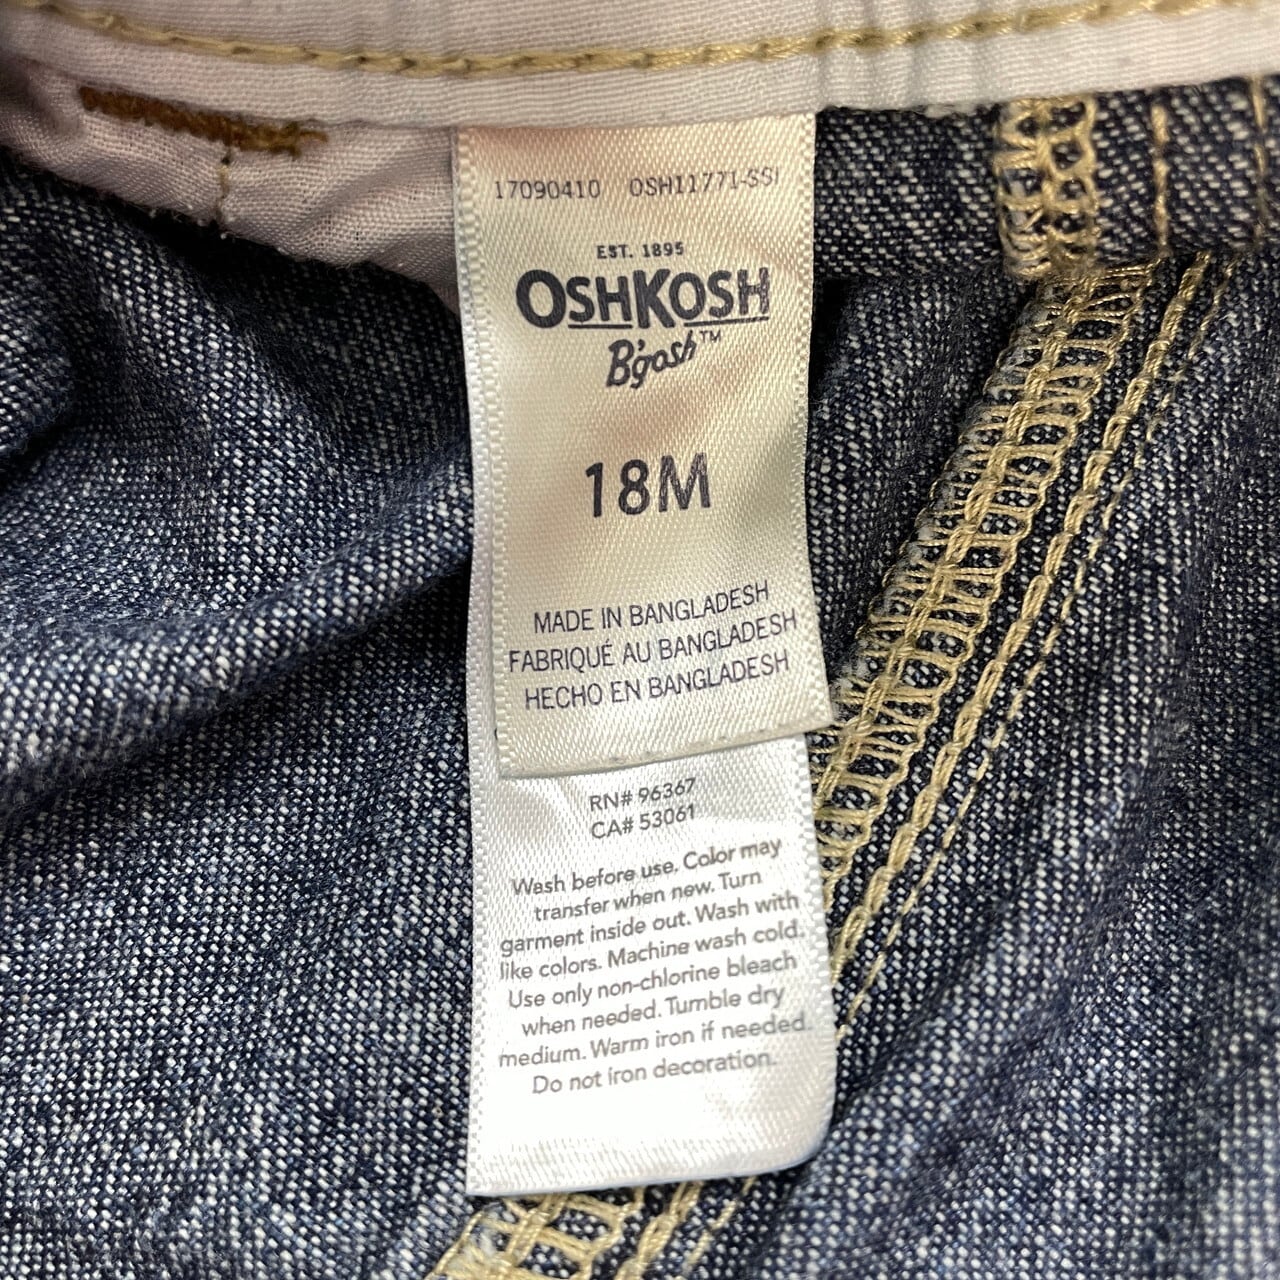 17090410 OSH11771-SSI
EST. 1895
OSHKOSH
B'gosh™
18M
MADE IN BANGLADESH
FABRIQUÉ AU BANGLADESH
HECHO EN BANGLADESH
RN# 96367
CA# 53061
Wash before use. Color may
transfer when new. Turn
garment inside out. Wash with
like colors. Machine wash cold.
Use only non-chlorine bleach
when needed. Tumble dry
medium. Warm iron if needed.
Do not iron decoration.